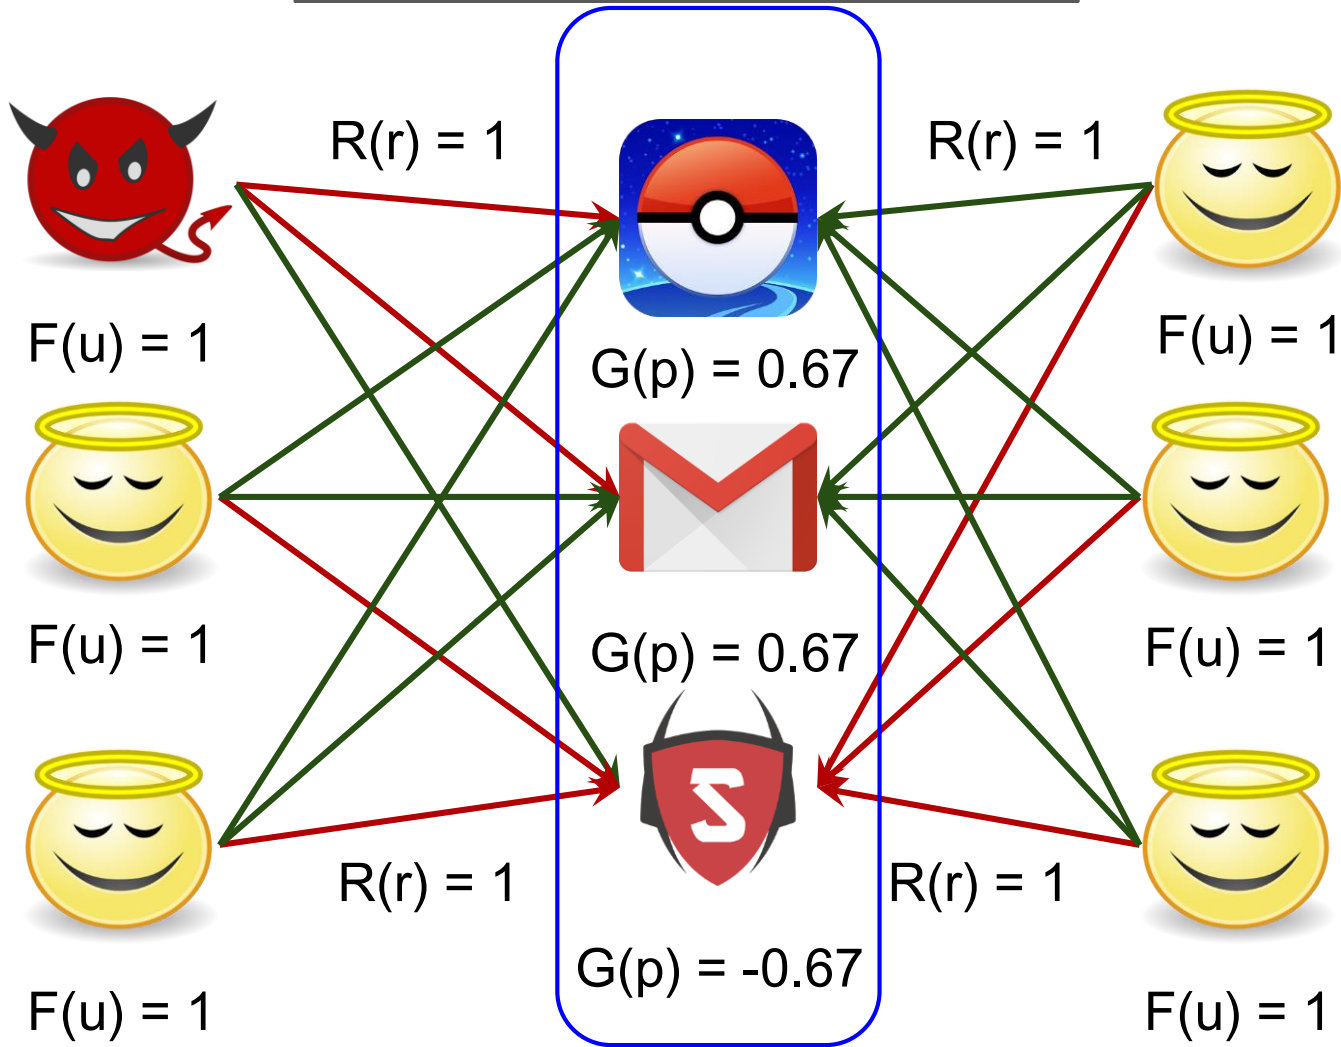 R(r) = 1
R(r) = 1
F(u) = 1
G(p) = 0.67
F(u) = 1
F(u) = 1
G(p) = 0.67
F(u) = 1
S
R(r) = 1
R(r) = 1
F(u) = 1
G(p) = -0.67
F(u) = 1